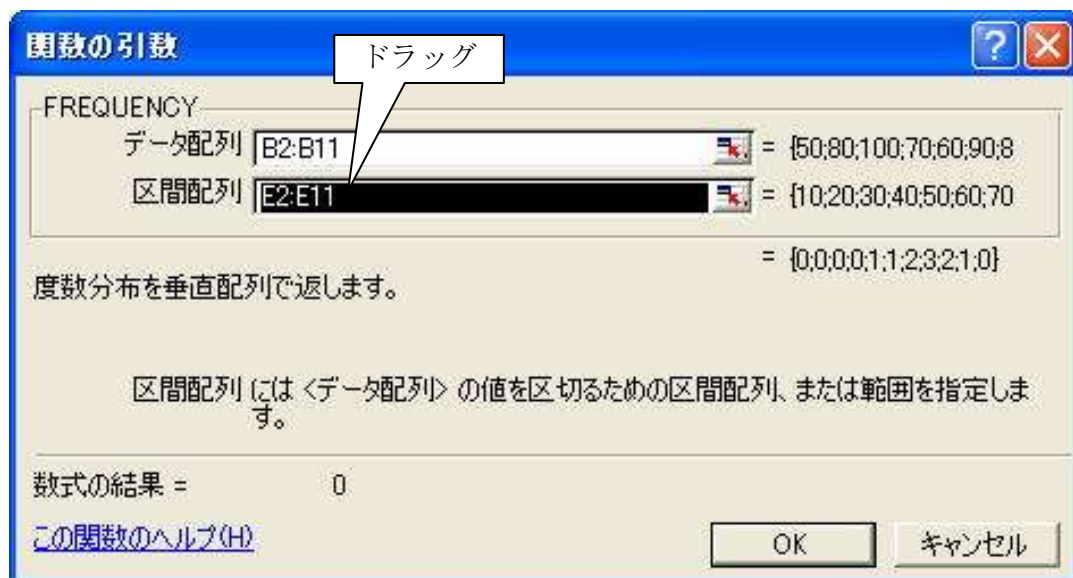 関数の引数
ドラッグ
FREQUENCY
データ配列 B2:B11 = {50;80;100;70;60;90;8
区間配列 E2:E11 = {10;20;30;40;50;60;70
= {0;0;0;0;1;1;2;3;2;1;0}
度数分布を垂直配列で返します。
区間配列 には <データ配列> の値を区切るための区間配列、または範囲を指定しま
す。
数式の結果 = 0
この関数のヘルプ(H)
OK キャンセル